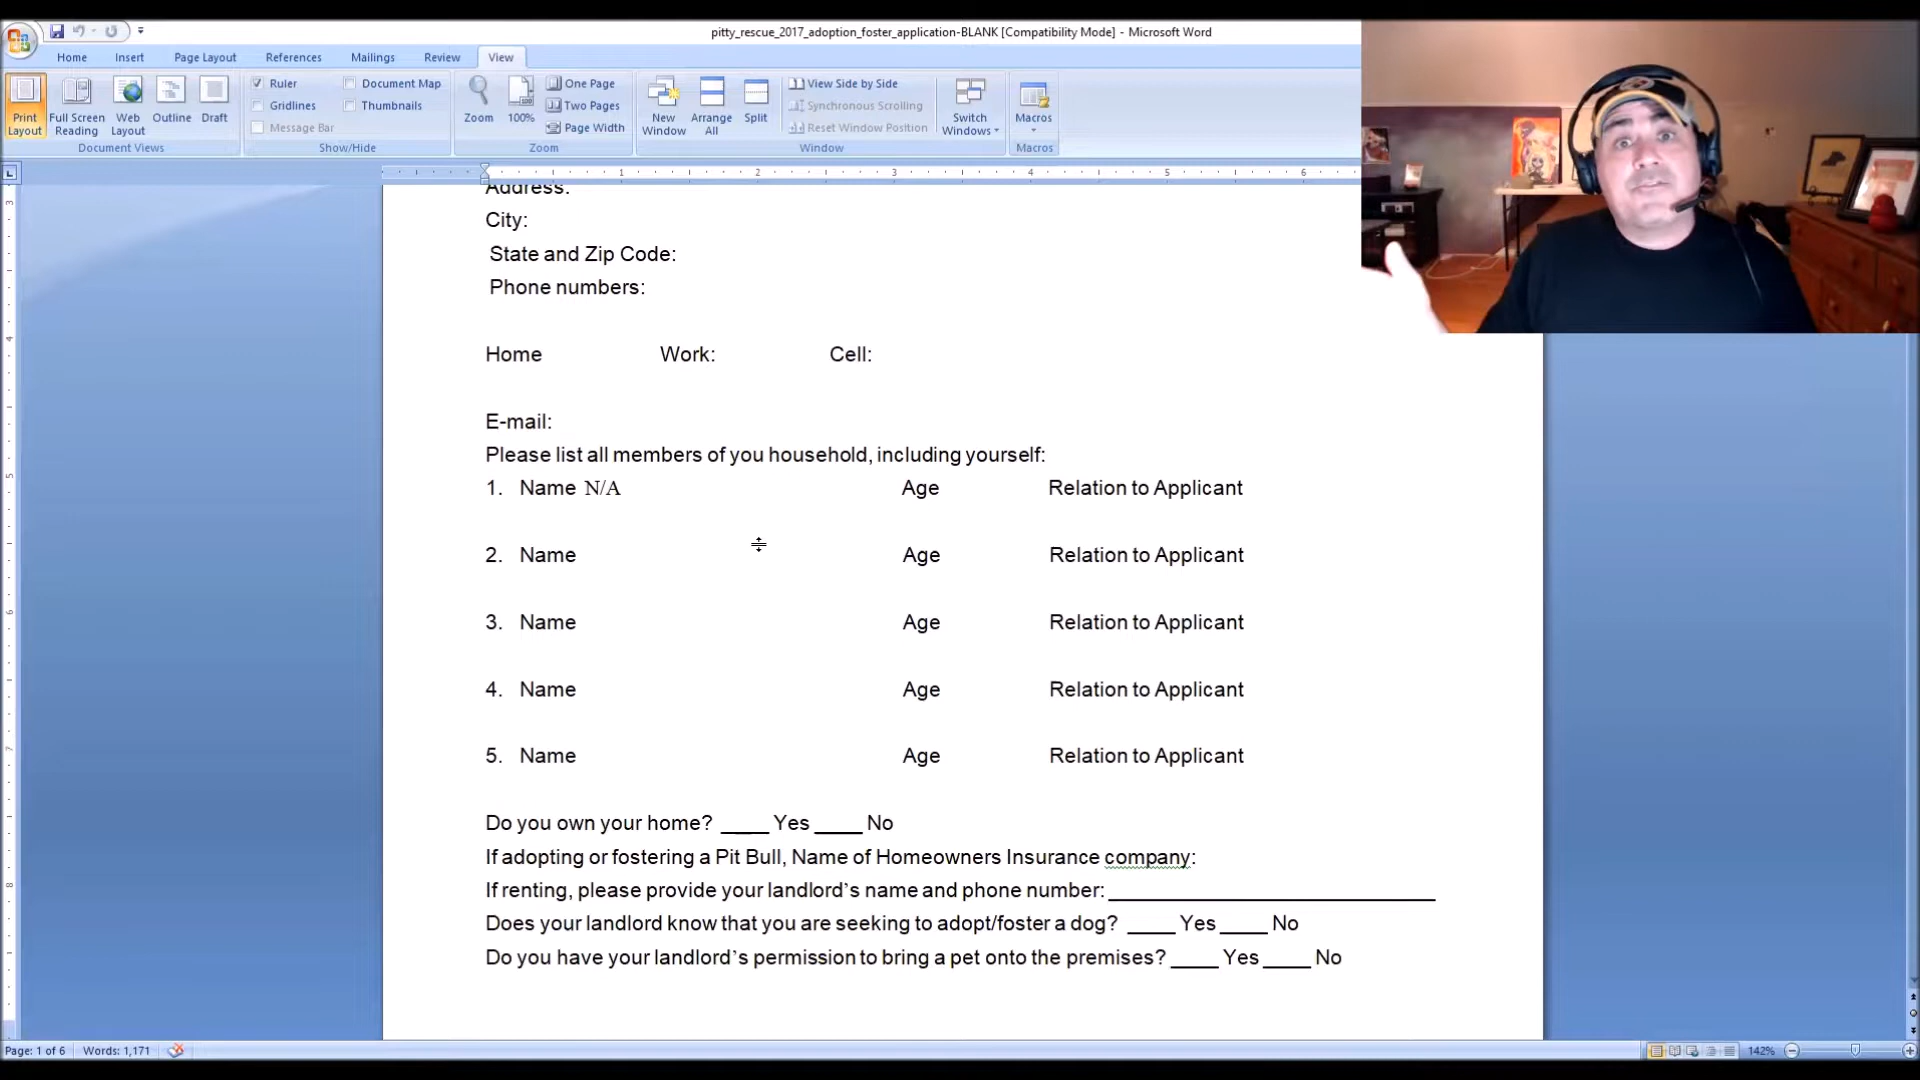 pitty_rescue_2017_adoption_foster_application-BLANK [Compatibility Mode] - Microsoft Word
Home Insert Page Layout References Mailings Review View
Print Layout
Full Screen Reading
Web Layout
Outline
Draft
Document Views
Ruler
Gridlines
Message Bar
Document Map
Thumbnails
Show/Hide
Zoom
100%
One Page
Two Pages
Page Width
Zoom
New Window
Arrange All
Split
View Side by Side
Synchronous Scrolling
Reset Window Position
Switch Windows
Window
Macros
Macros
1 2 3 4 5 6
Address:
City:
State and Zip Code:
Phone numbers:
Home Work: Cell:
E-mail:
Please list all members of you household, including yourself:
1. Name N/A Age Relation to Applicant
2. Name Age Relation to Applicant
3. Name Age Relation to Applicant
4. Name Age Relation to Applicant
5. Name Age Relation to Applicant
Do you own your home? ____ Yes ____ No
If adopting or fostering a Pit Bull, Name of Homeowners Insurance company:
If renting, please provide your landlord’s name and phone number: ____________________________
Does your landlord know that you are seeking to adopt/foster a dog? ____ Yes ____ No
Do you have your landlord’s permission to bring a pet onto the premises? ____ Yes ____ No
Page: 1 of 6 Words: 1,171 142%